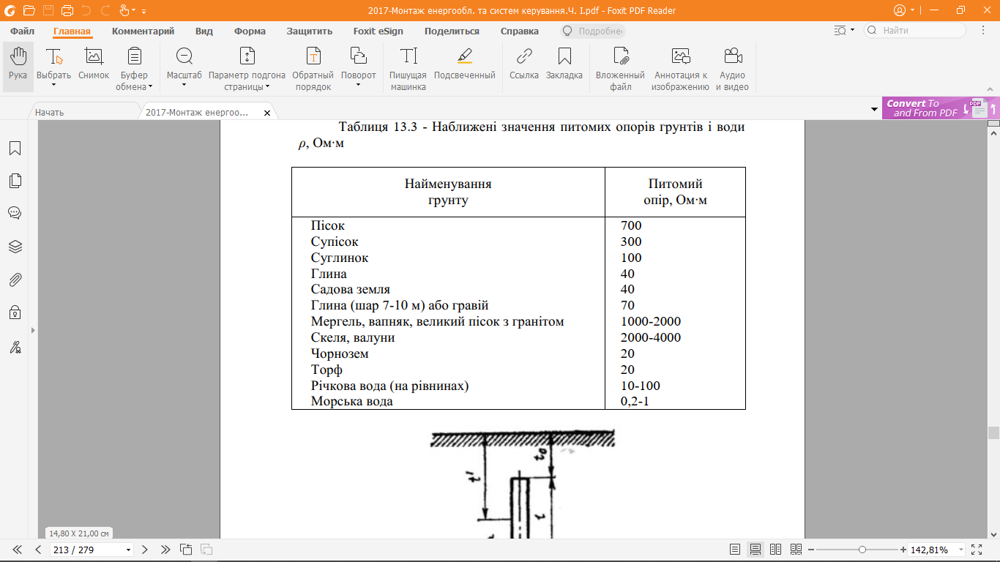 2017-Монтаж енергообл. та систем керування.Ч. I.pdf - Foxit PDF Reader
Файл Главная Комментарий Вид Форма Защитить Foxit eSign Поделиться Справка Подробнее Найти
Рука Выбрать Снимок Буфер обмена Масштаб Параметр подгона страницы Обратный порядок Поворот Пишущая машинка Подсвеченный Ссылка Закладка Вложенный файл Аннотация к изображению Аудио и видео
Convert To
and From PDF
PDF
Начать 2017-Монтаж енергоо...
Таблиця 13.3 - Наближені значення питомих опорів грунтів і води
ρ, Ом·м
Найменування Питомий
грунту опір, Ом·м
Пісок 700
Супісок 300
Суглинок 100
Глина 40
Садова земля 40
Глина (шар 7-10 м) або гравій 70
Мергель, вапняк, великий пісок з гранітом 1000-2000
Скеля, валуни 2000-4000
Чорнозем 20
Торф 20
Річкова вода (на рівнинах) 10-100
Морська вода 0,2-1
14,80 X 21,00 см
213 / 279 142,81%